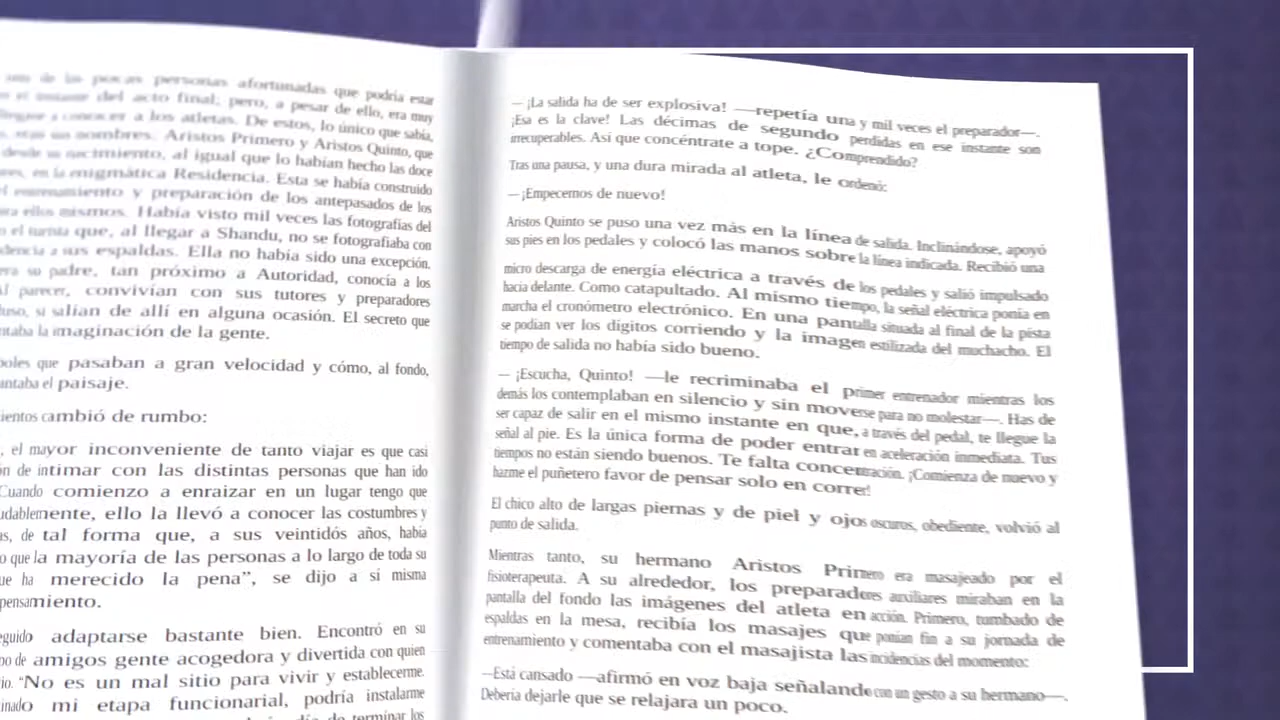 de las pocas personas afortunadas que podría estar
en el instante del acto final; pero, a pesar de ello, era muy
a conocer a los atletas. De estos, lo único que sabía,
nombres. Aristos Primero y Aristos Quinto, que
desde su nacimiento, al igual que lo habían hecho las doce
en la enigmática Residencia. Esta se había construido
entrenamiento y preparación de los antepasados de los
ellos mismos. Había visto mil veces las fotografías del
el turista que, al llegar a Shandu, no se fotografiaba con
a sus espaldas. Ella no había sido una excepción.
era su padre, tan próximo a Autoridad, conocía a los
Al parecer, convivían con sus tutores y preparadores
si salían de allí en alguna ocasión. El secreto que
la imaginación de la gente.
que pasaban a gran velocidad y cómo, al fondo,
el paisaje.
cambió de rumbo:
, el mayor inconveniente de tanto viajar es que casi
de intimar con las distintas personas que han ido
Cuando comienzo a enraizar en un lugar tengo que
ello la llevó a conocer las costumbres y
de tal forma que, a sus veintidós años, había
que la mayoría de las personas a lo largo de toda su
ha merecido la pena”, se dijo a sí misma
pensamiento.
adaptarse bastante bien. Encontró en su
de amigos gente acogedora y divertida con quien
“No es un mal sitio para vivir y establecerme.
mi etapa funcionarial, podría instalarme
de terminar los
— ¡La salida ha de ser explosiva! —repetía una y mil veces el preparador—.
¡Esa es la clave! Las décimas de segundo perdidas en ese instante son
irrecuperables. Así que concéntrate a tope. ¿Comprendido?
Tras una pausa, y una dura mirada al atleta, le ordenó:
—¡Empecemos de nuevo!
Aristos Quinto se puso una vez más en la línea de salida. Inclinándose, apoyó
sus pies en los pedales y colocó las manos sobre la línea indicada. Recibió una
micro descarga de energía eléctrica a través de los pedales y salió impulsado
hacia delante. Como catapultado. Al mismo tiempo, la señal eléctrica ponía en
marcha el cronómetro electrónico. En una pantalla situada al final de la pista
se podían ver los dígitos corriendo y la imagen estilizada del muchacho. El
tiempo de salida no había sido bueno.
— ¡Escucha, Quinto! —le recriminaba el primer entrenador mientras los
demás los contemplaban en silencio y sin moverse para no molestar—. Has de
ser capaz de salir en el mismo instante en que, a través del pedal, te llegue la
señal al pie. Es la única forma de poder entrar en aceleración inmediata. Tus
tiempos no están siendo buenos. Te falta concentración. ¡Comienza de nuevo y
hazme el puñetero favor de pensar solo en correr!
El chico alto de largas piernas y de piel y ojos oscuros, obediente, volvió al
punto de salida.
Mientras tanto, su hermano Aristos Primero era masajeado por el
fisioterapeuta. A su alrededor, los preparadores auxiliares miraban en la
pantalla del fondo las imágenes del atleta en acción. Primero, tumbado de
espaldas en la mesa, recibía los masajes que ponían fin a su jornada de
entrenamiento y comentaba con el masajista las incidencias del momento:
—Está cansado —afirmó en voz baja señalando con un gesto a su hermano—.
Debería dejarle que se relajara un poco.